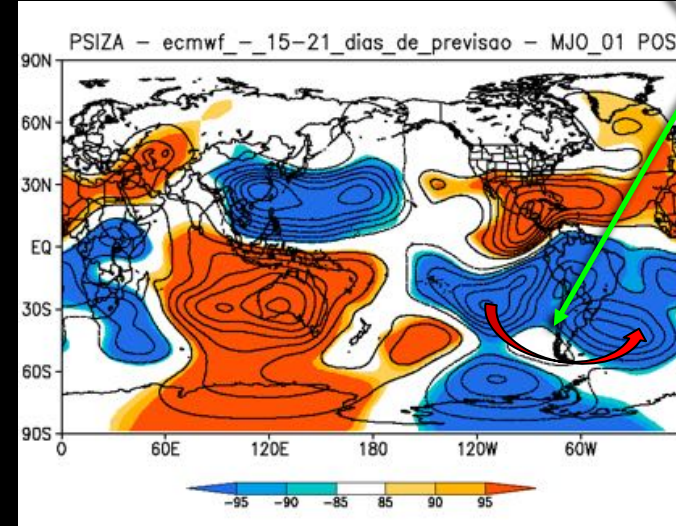 PSIZA - ecmwf_-_15-21_dias_de_previsao - MJO_01 POS
90N
60N
30N
EQ
30S
60S
90S
0 60E 120E 180 120W 60W
-95 -90 -85 85 90 95